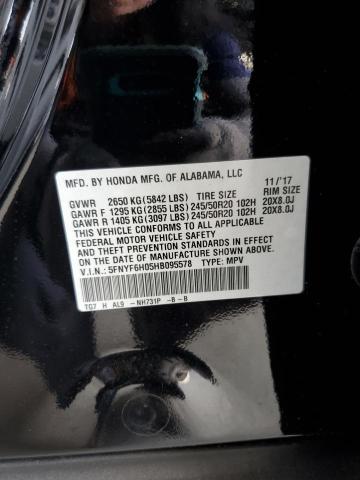 MFD. BY HONDA MFG. OF ALABAMA, LLC 11/'17
GVWR 2650 KG(5842 LBS) TIRE SIZE RIM SIZE
GAWR F 1295 KG(2855 LBS) 245/50R20 102H 20X8.0J
GAWR R 1405 KG(3097 LBS) 245/50R20 102H 20X8.0J
THIS VEHICLE CONFORMS TO ALL APPLICABLE
FEDERAL MOTOR VEHICLE SAFETY STANDARDS IN
EFFECT ON THE DATE OF MANUFACTURE SHOWN ABOVE.
V.I.N: 5FNYF6H05HB095578 TYPE: MPV
TG7 H AL9 -NH731P -B -B